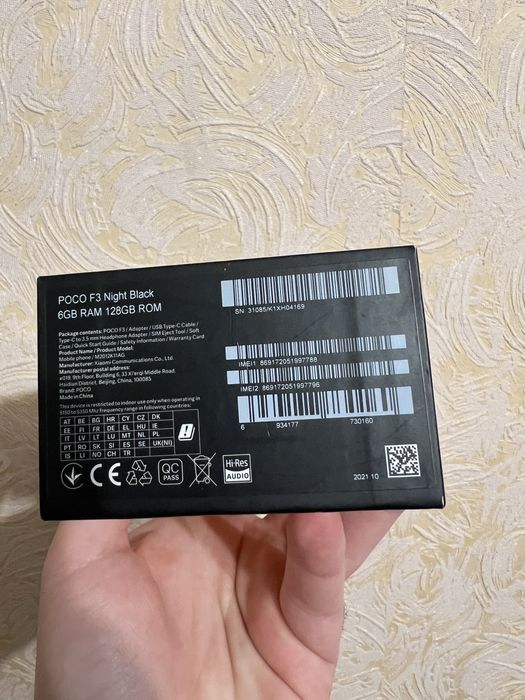 POCO F3 Night Black
6GB RAM 128GB ROM
Package contents: POCO F3 / Adapter / USB Type-C Cable /
Type-C to 3.5 mm Headphone Adapter / SIM Eject Tool / Soft
Case / Quick Start Guide / Safety Information / Warranty Card
Product Name / Product Model:
Mobile phone / M2012K11AG
Manufacturer: Xiaomi Communications Co., Ltd.
Manufacturer postal address:
#019, 9th Floor, Building 6, 33 Xi'erqi Middle Road,
Haidian District, Beijing, China, 100085
Brand: POCO
Made in China
This device is restricted to indoor use only when operating in
5150 to 5350 Mhz frequency range in following countries:
AT BE BG HR CY CZ DK
EE FI FR DE EL HU IE
IT LV LT LU MT NL PL
PT RO SK SI ES SE UK(NI)
IS LI NO CH TR
CE
QC
PASS
Hi-Res
AUDIO
SN 31085/K1XH04169
IMEI1 869172051997788
IMEI2 869172051997796
6 934177 730160
2021.10